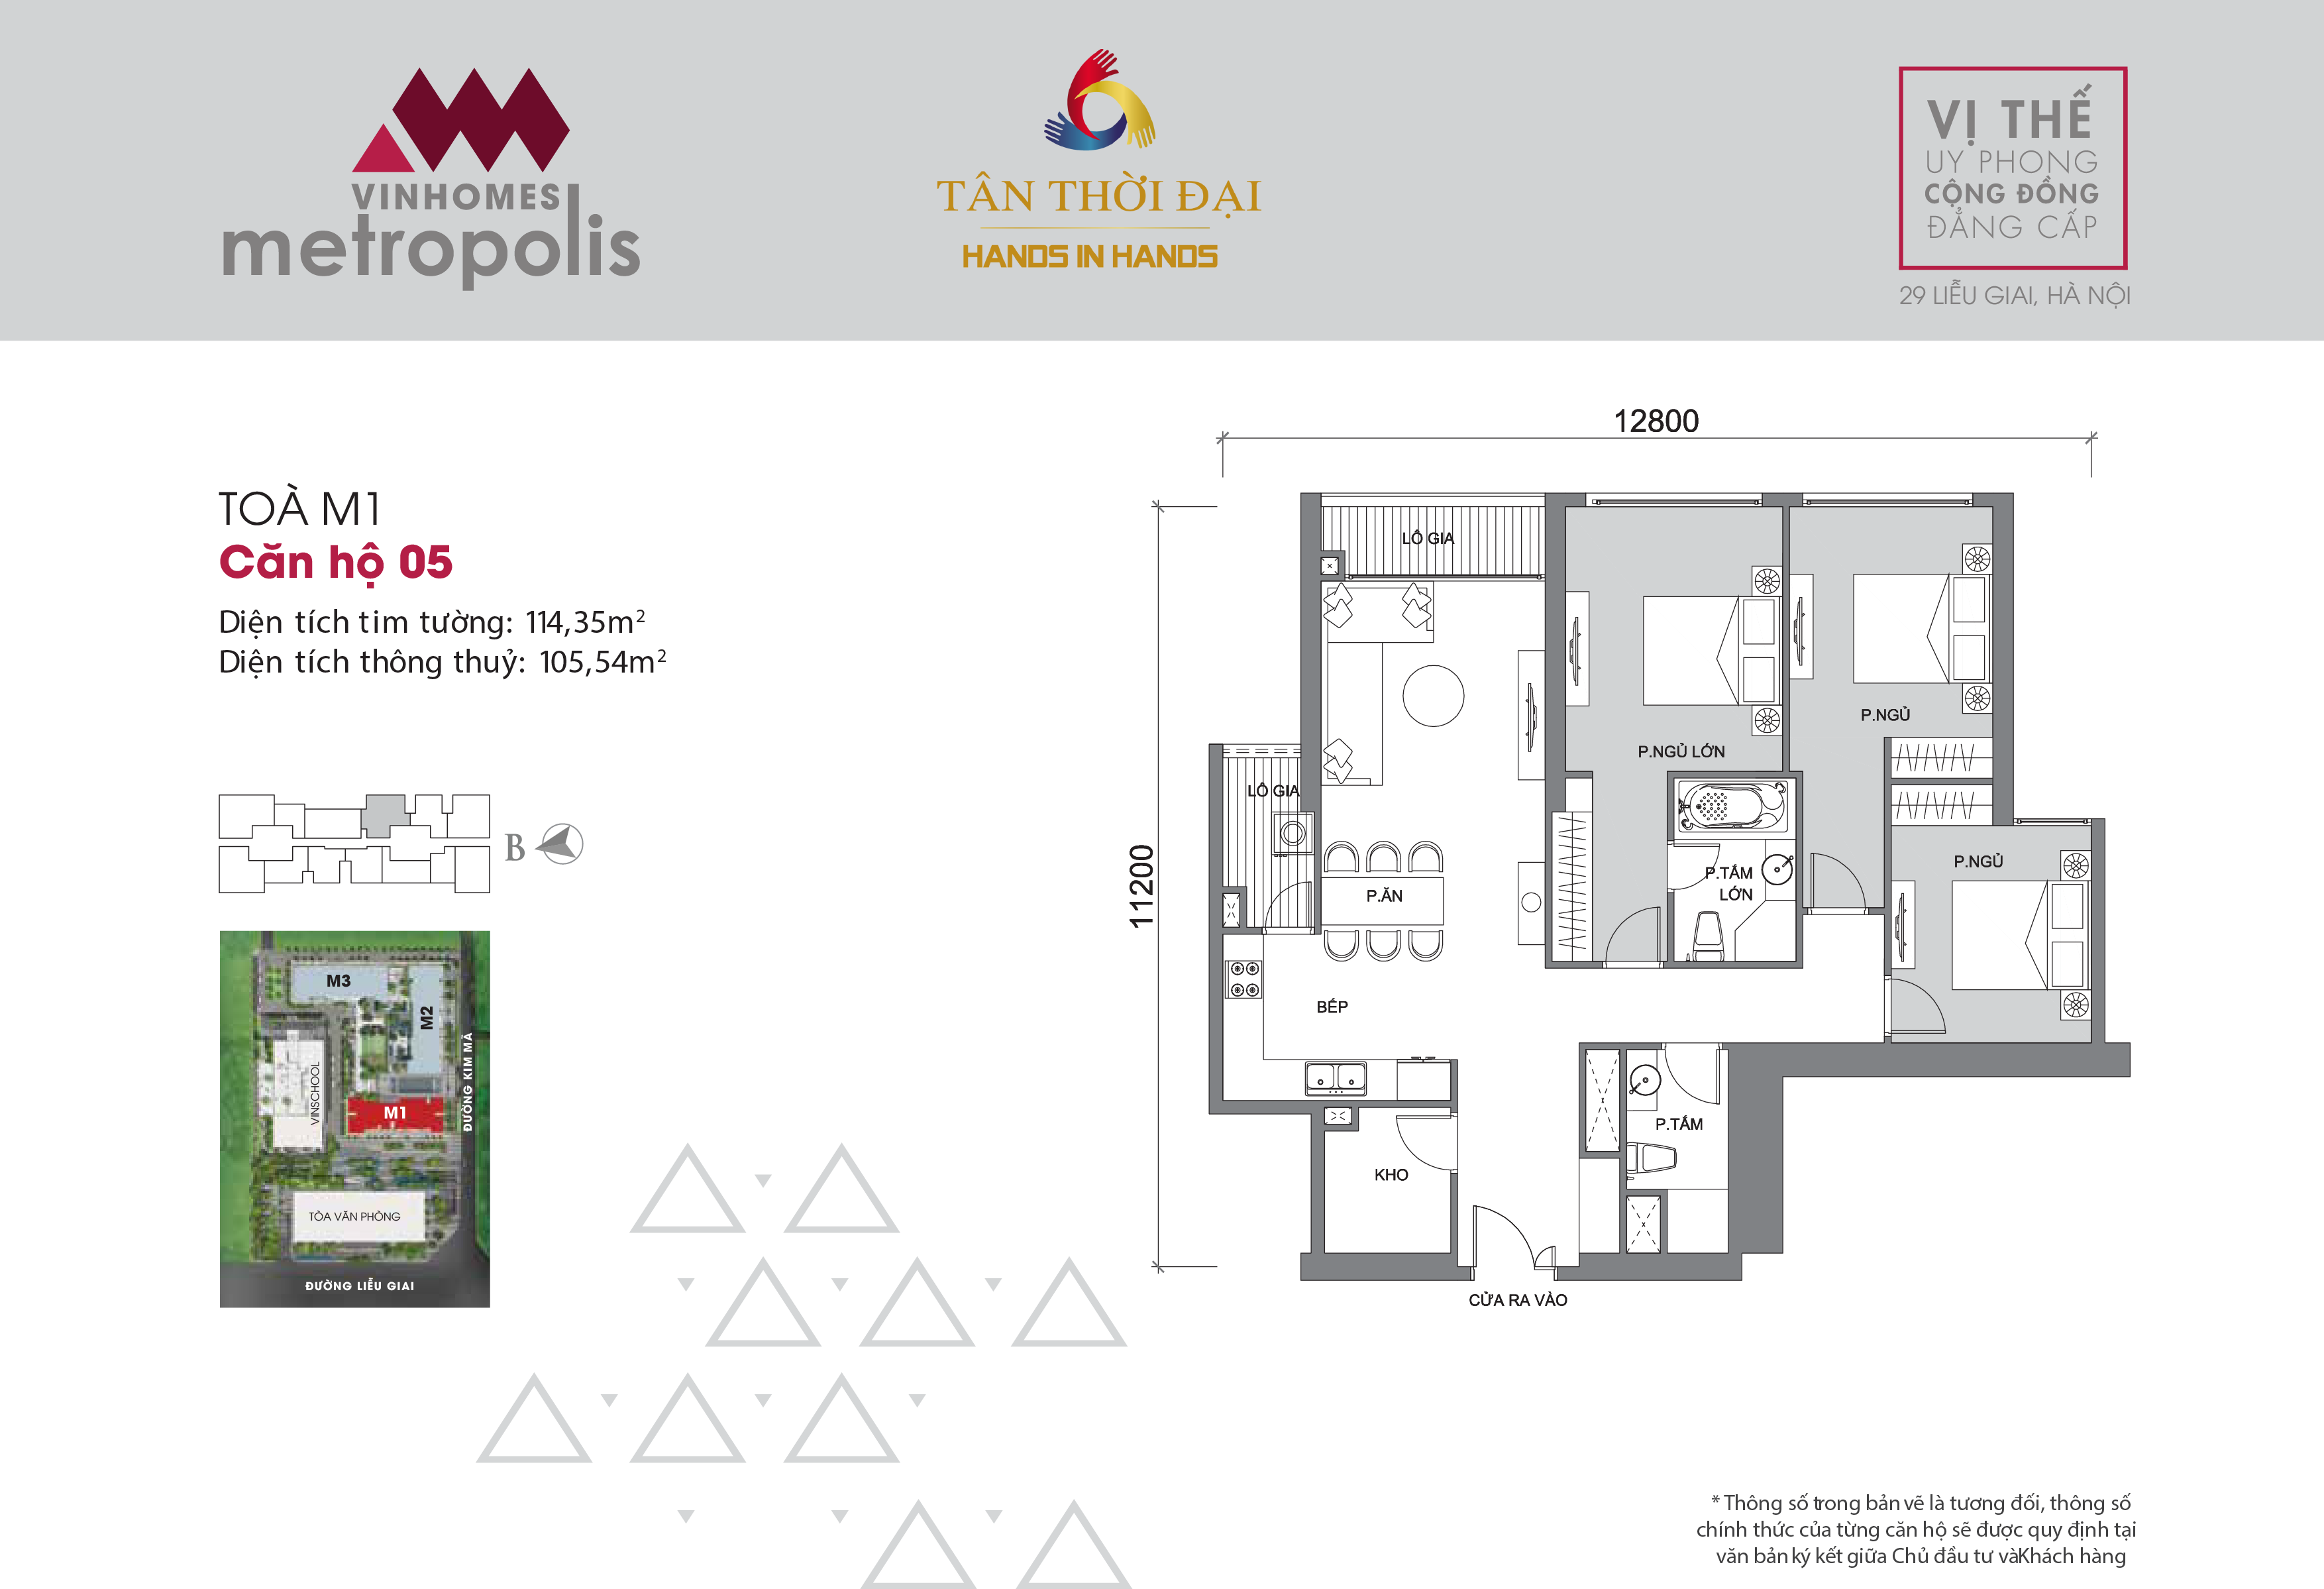 VINHOMES
metropolis
TÂN THỜI ĐẠI
HANDS IN HANDS
VỊ THẾ
UY PHONG
CỘNG ĐỒNG
ĐẲNG CẤP
29 LIỄU GIAI, HÀ NỘI
TOÀ M1
Căn hộ 05
Diện tích tim tường: 114,35m²
Diện tích thông thuỷ: 105,54m²
B
M3
M2
VINSCHOOL
M1
ĐƯỜNG KIM MÃ
TÒA VĂN PHÒNG
ĐƯỜNG LIỄU GIAI
12800
11200
LÔ GIA
P.NGỦ
P.NGỦ LỚN
LÔ GIA
P.NGỦ
P.TẮM
LỚN
P.ĂN
BẾP
P.TẮM
KHO
CỬA RA VÀO
* Thông số trong bản vẽ là tương đối, thông số
chính thức của từng căn hộ sẽ được quy định tại
văn bản ký kết giữa Chủ đầu tư vàKhách hàng